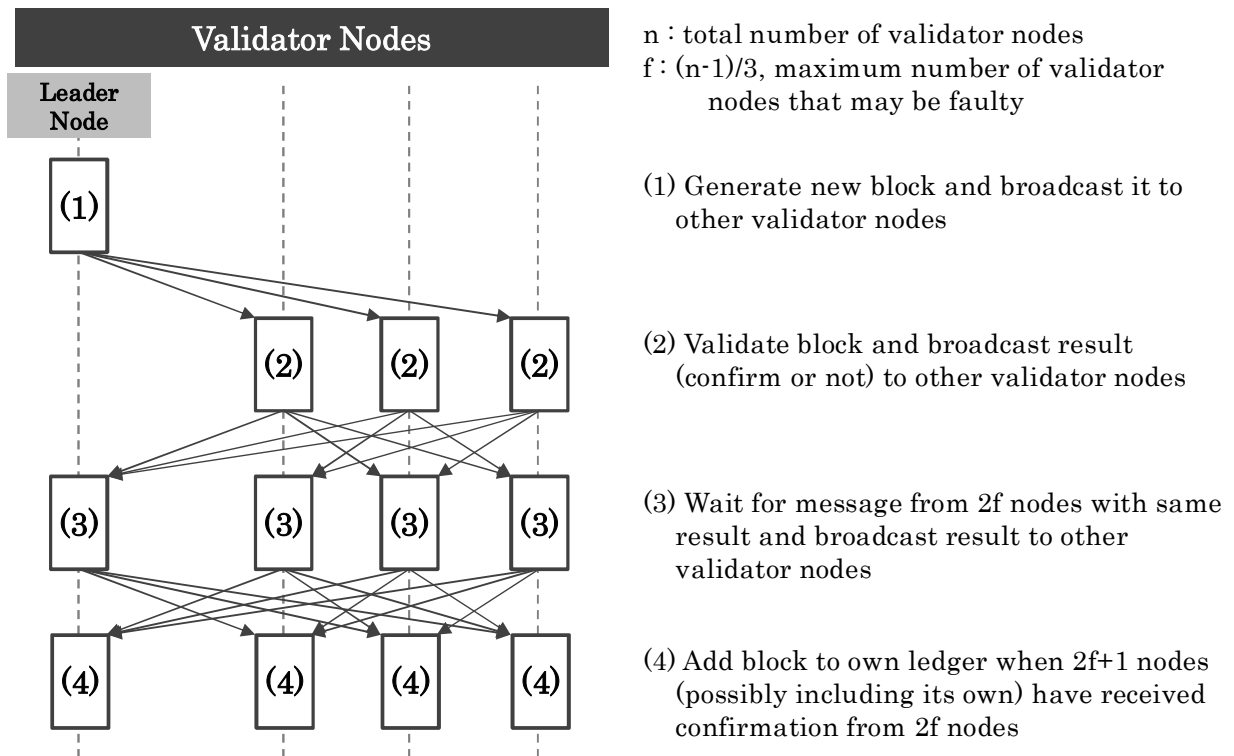 Validator Nodes
Leader
Node
n : total number of validator nodes
f : (n-1)/3, maximum number of validator
nodes that may be faulty
(1)
(1) Generate new block and broadcast it to
other validator nodes
(2) (2) (2)
(2) Validate block and broadcast result
(confirm or not) to other validator nodes
(3) (3) (3) (3)
(3) Wait for message from 2f nodes with same
result and broadcast result to other
validator nodes
(4) (4) (4) (4)
(4) Add block to own ledger when 2f+1 nodes
(possibly including its own) have received
confirmation from 2f nodes